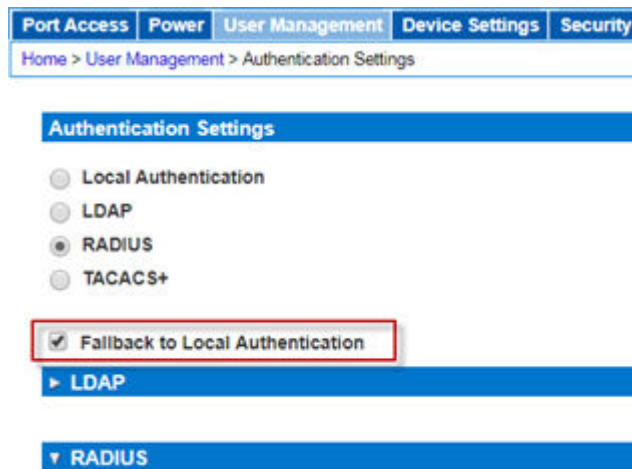 Port Access Power User Management Device Settings Security
Home > User Management > Authentication Settings
Authentication Settings
Local Authentication
LDAP
RADIUS
TACACS+
Fallback to Local Authentication
► LDAP
▼ RADIUS